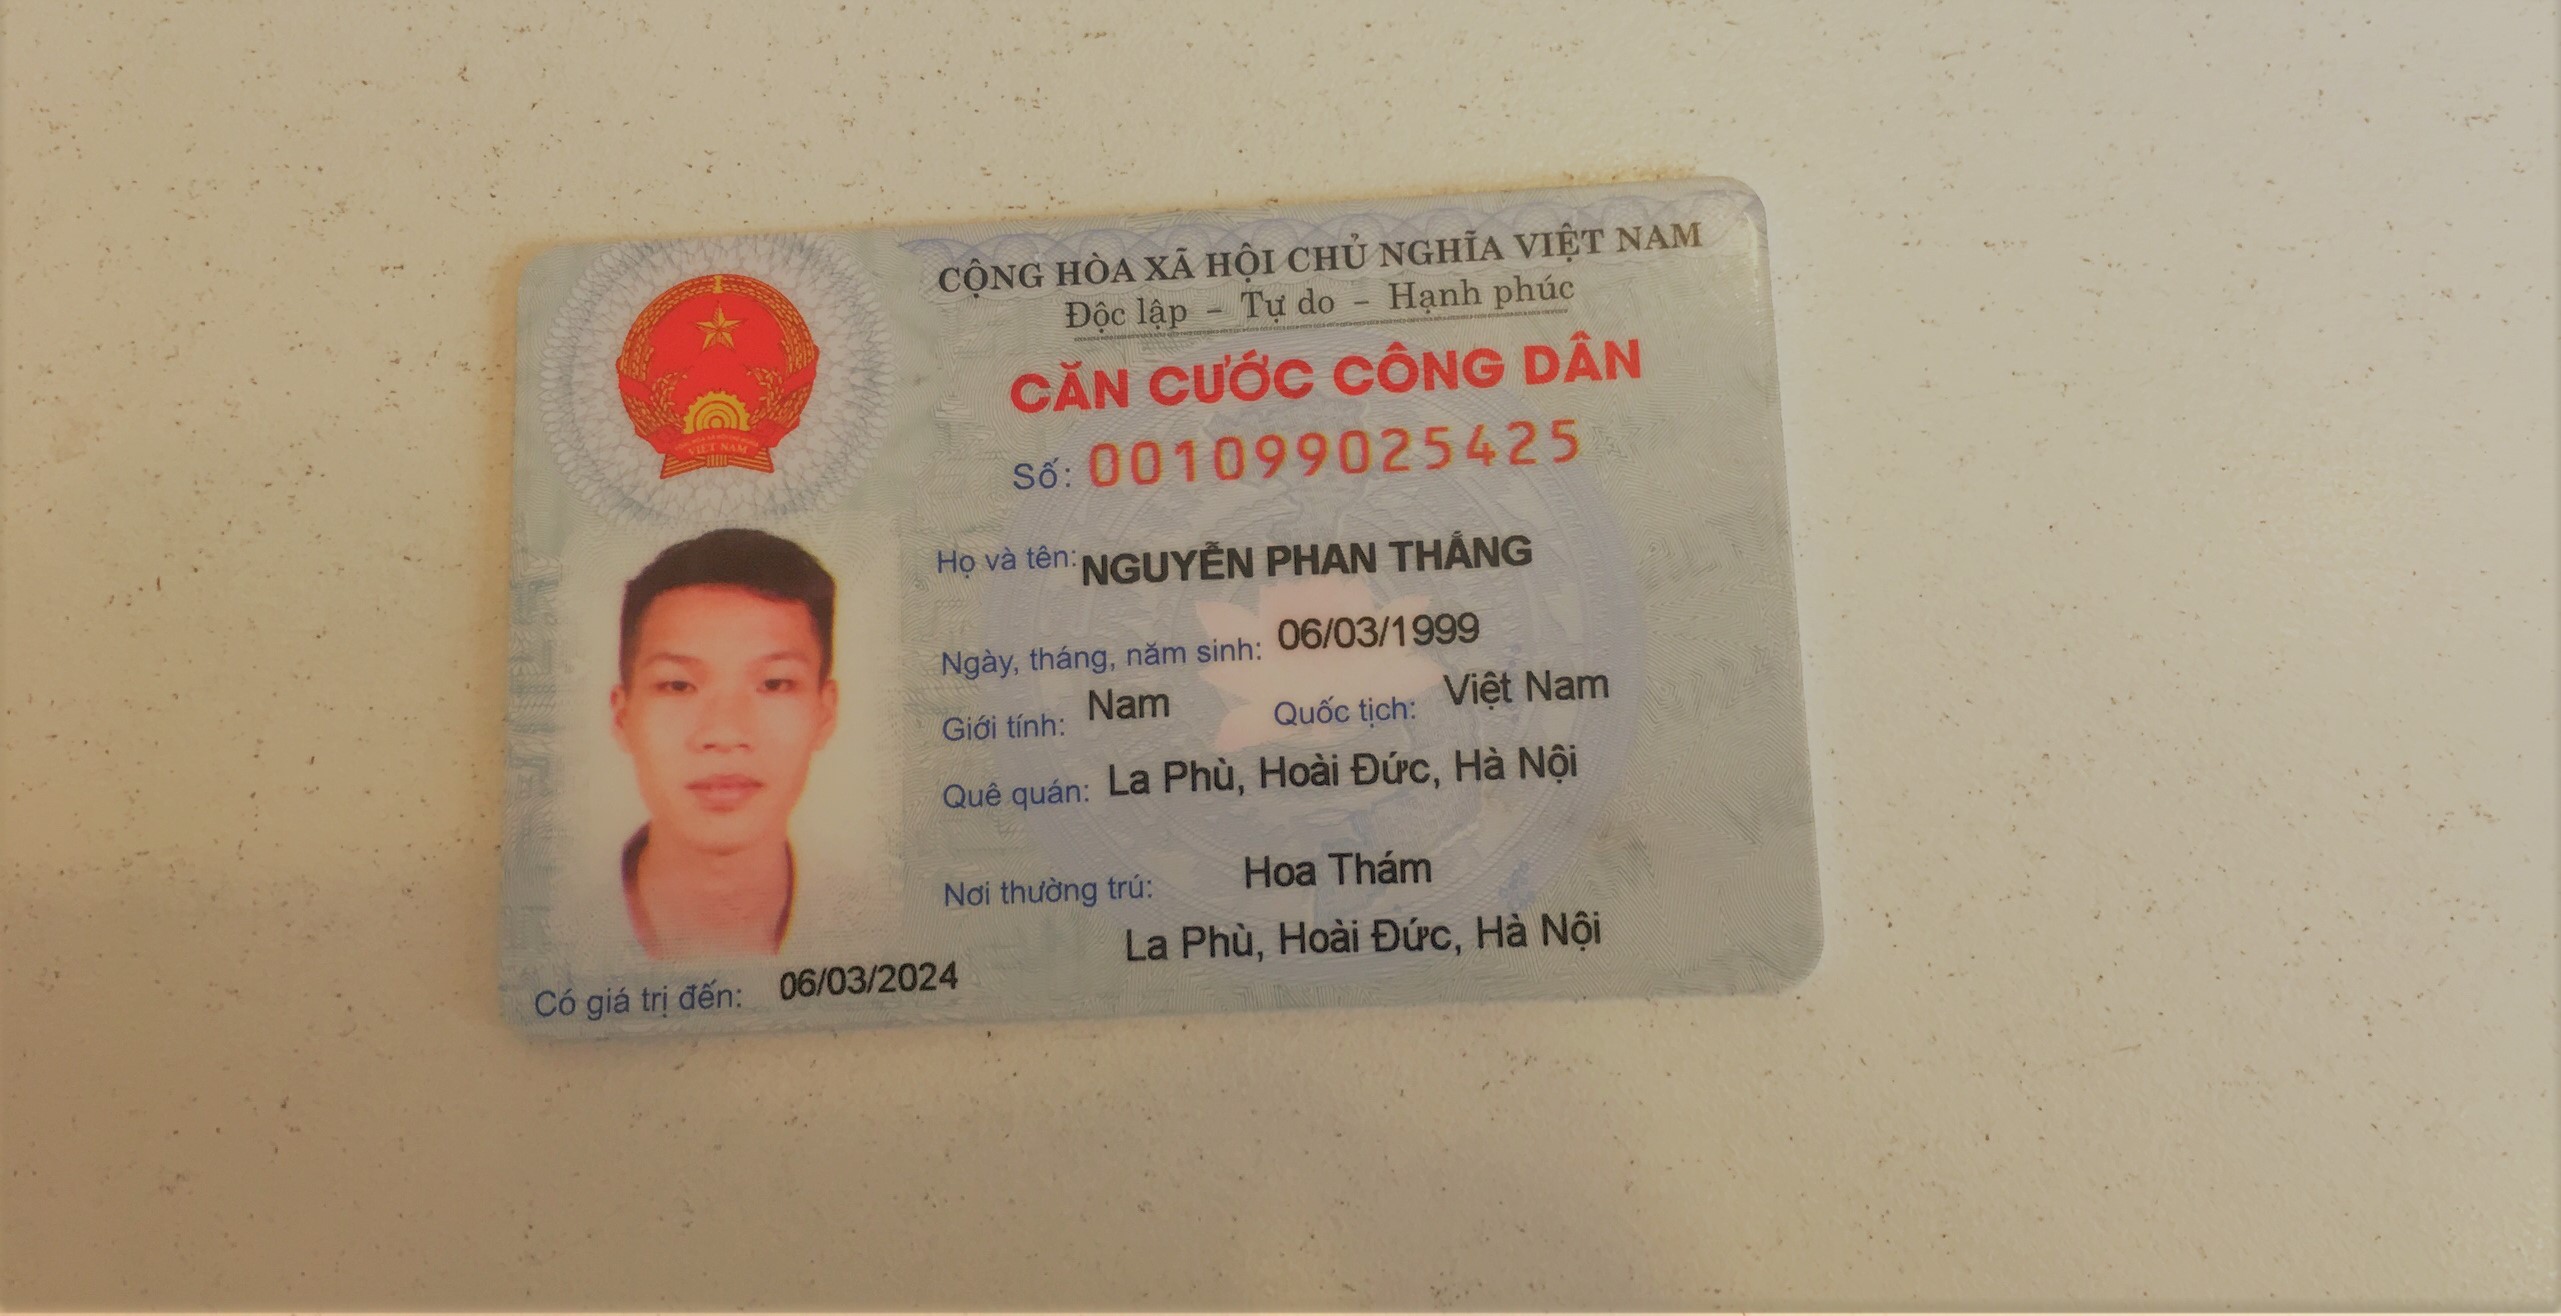 CỘNG HÒA XÃ HỘI CHỦ NGHĨA VIỆT NAM
Độc lập - Tự do - Hạnh phúc
CĂN CƯỚC CÔNG DÂN
Số: 001099025425
Họ và tên: NGUYỄN PHAN THẮNG
Ngày, tháng, năm sinh: 06/03/1999
Giới tính: Nam Quốc tịch: Việt Nam
Quê quán: La Phù, Hoài Đức, Hà Nội
Nơi thường trú: Hoa Thám
La Phù, Hoài Đức, Hà Nội
Có giá trị đến: 06/03/2024
VIỆT NAM